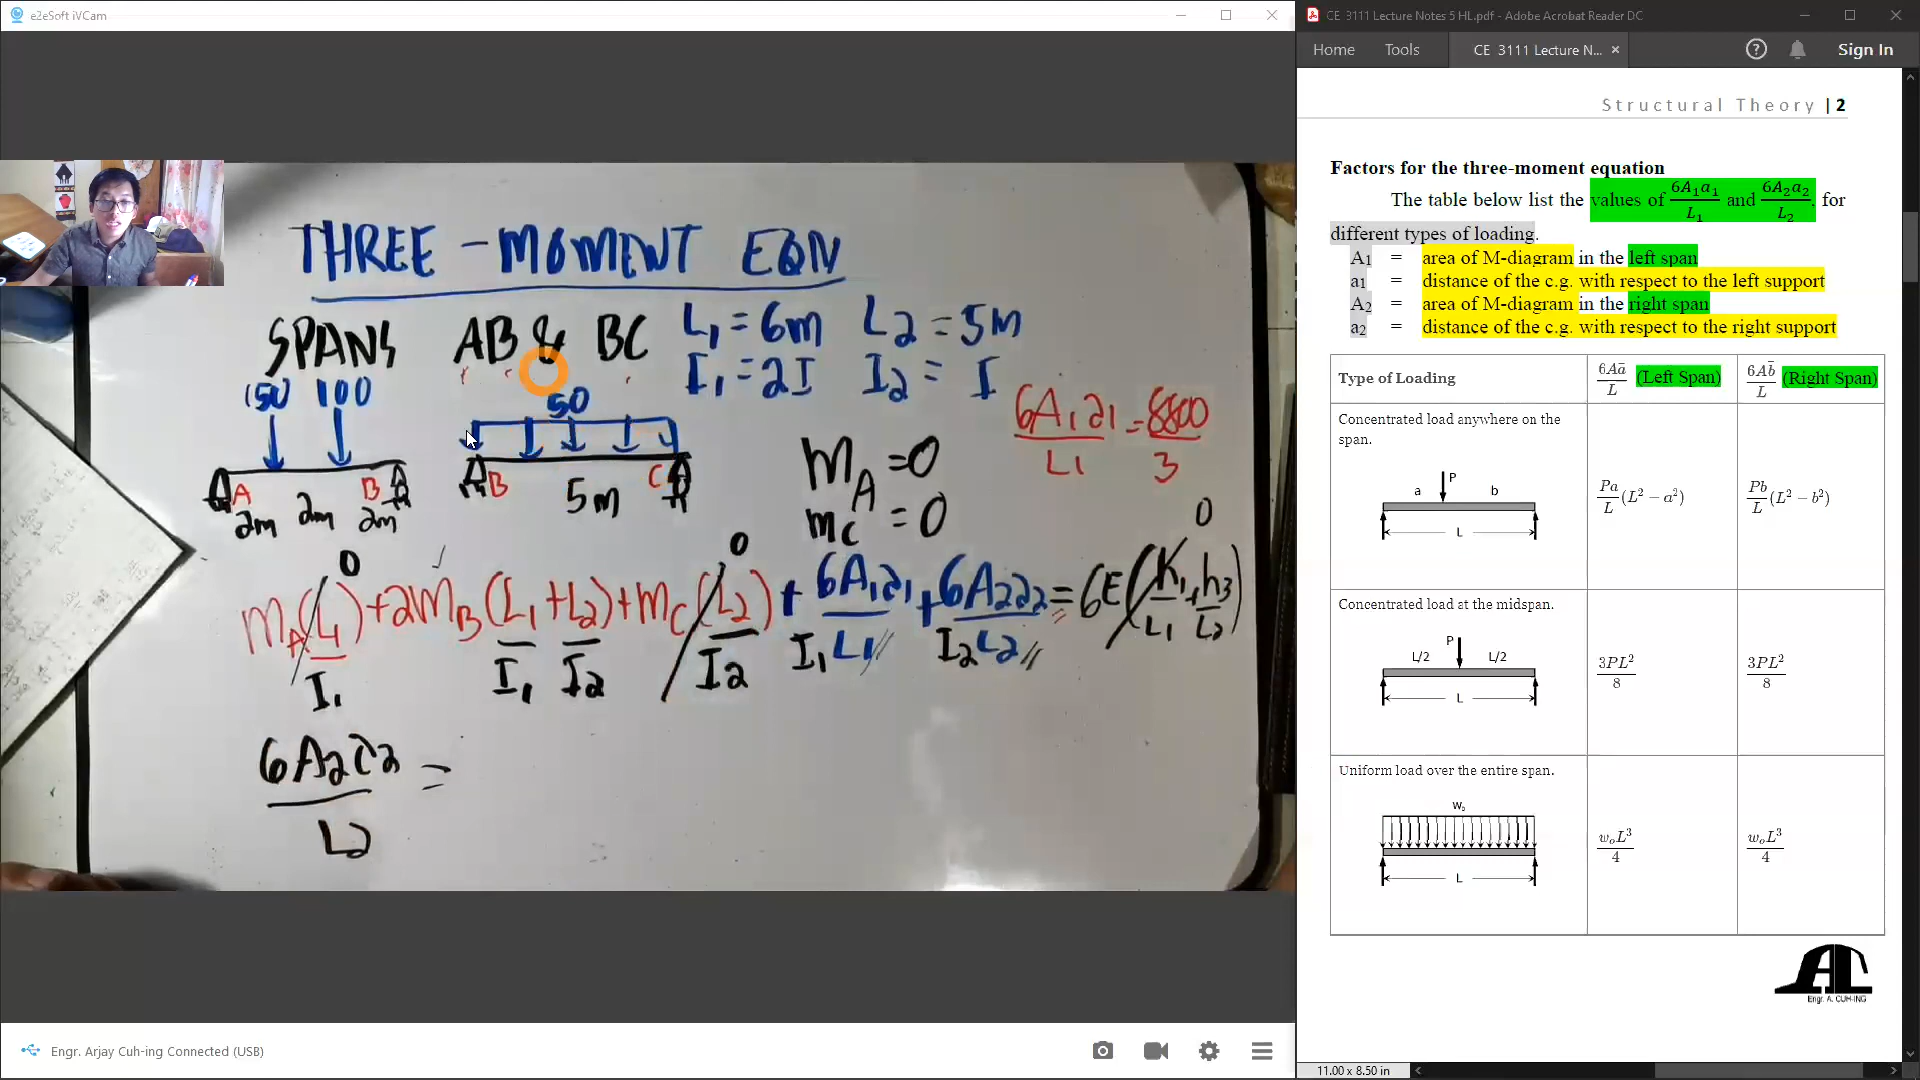 e2eSoft iVCam
THREE - MOMENT EQN
SPANS AB & BC L1 = 6m L2 = 5m
I1 = 2I I2 = I
150 100 50
6A1a1/L1 = 8800/3
MA = 0
MC = 0
A B B C
2m 2m 2m 5m
0 0 0
MA(L1/I1) + 2MB(L1/I1 + L2/I2) + MC(L2/I2) + 6A1a1/I1L1 + 6A2a2/I2L2 = 6E(h1/L1 + h3/L2)
6A2a2/L2 =
Engr. Arjay Cuh-ing Connected (USB)
CE 3111 Lecture Notes 5 HL.pdf - Adobe Acrobat Reader DC
Home Tools CE 3111 Lecture N... × Sign In
Structural Theory | 2
Factors for the three-moment equation
The table below list the values of 6A₁a₁/L₁ and 6A₂a₂/L₂. for
different types of loading.
A1 = area of M-diagram in the left span
a1 = distance of the c.g. with respect to the left support
A2 = area of M-diagram in the right span
a2 = distance of the c.g. with respect to the right support
Type of Loading 6Aā/L (Left Span) 6Ab̄/L (Right Span)
Concentrated load anywhere on the
span.
P
a b
L
Pa/L (L² − a²) Pb/L (L² − b²)
Concentrated load at the midspan.
P
L/2 L/2
L
3PL²/8 3PL²/8
Uniform load over the entire span.
Wo
L
woL³/4 woL³/4
Engr. A. CUH-ING
11.00 x 8.50 in